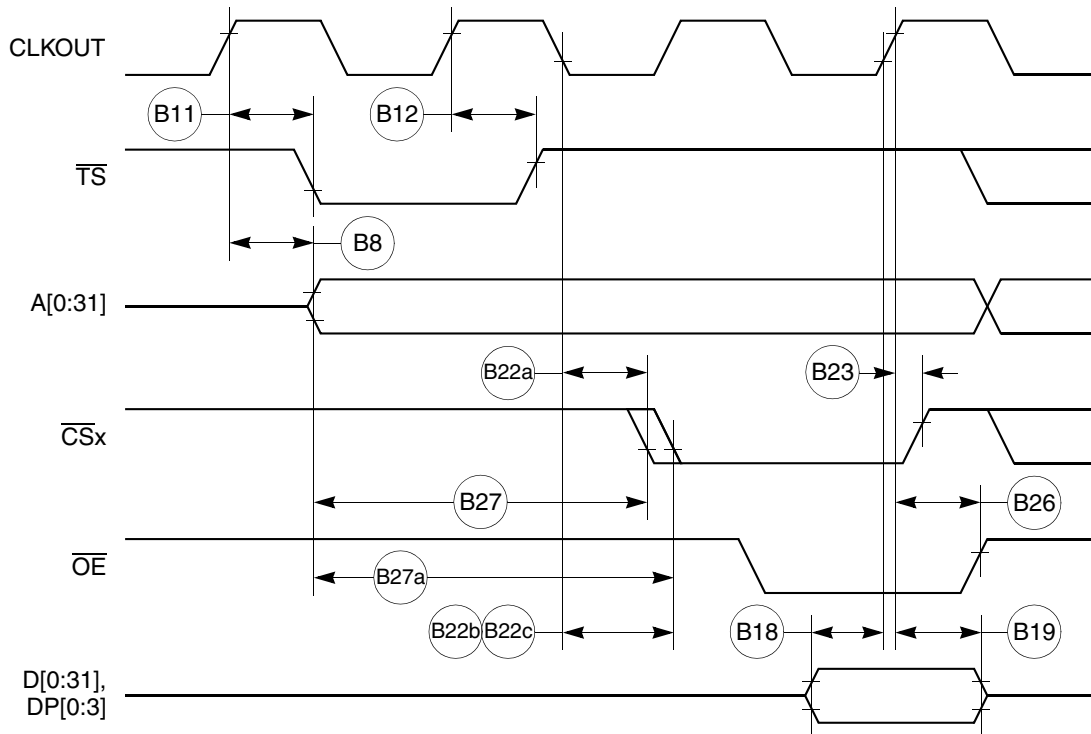 CLKOUT
B11
B12
TS
B8
A[0:31]
B22a
B23
CSx
B27
B26
OE
B27a
B22b B22c
B18
B19
D[0:31],
DP[0:3]